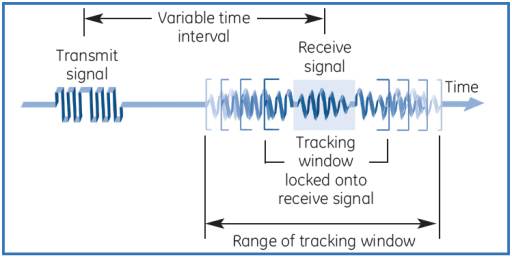 Variable time
interval
Transmit
signal
Receive
signal
Time
Tracking
window
locked onto
receive signal
Range of tracking window